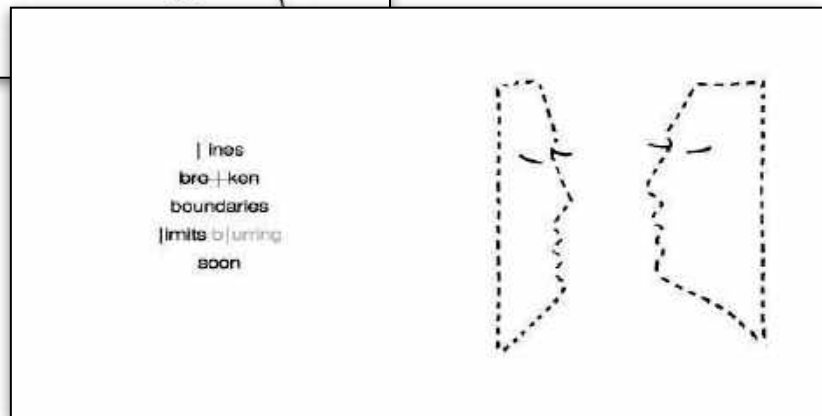 | ines
bro-|-ken
boundaries
|imits b|urring
soon